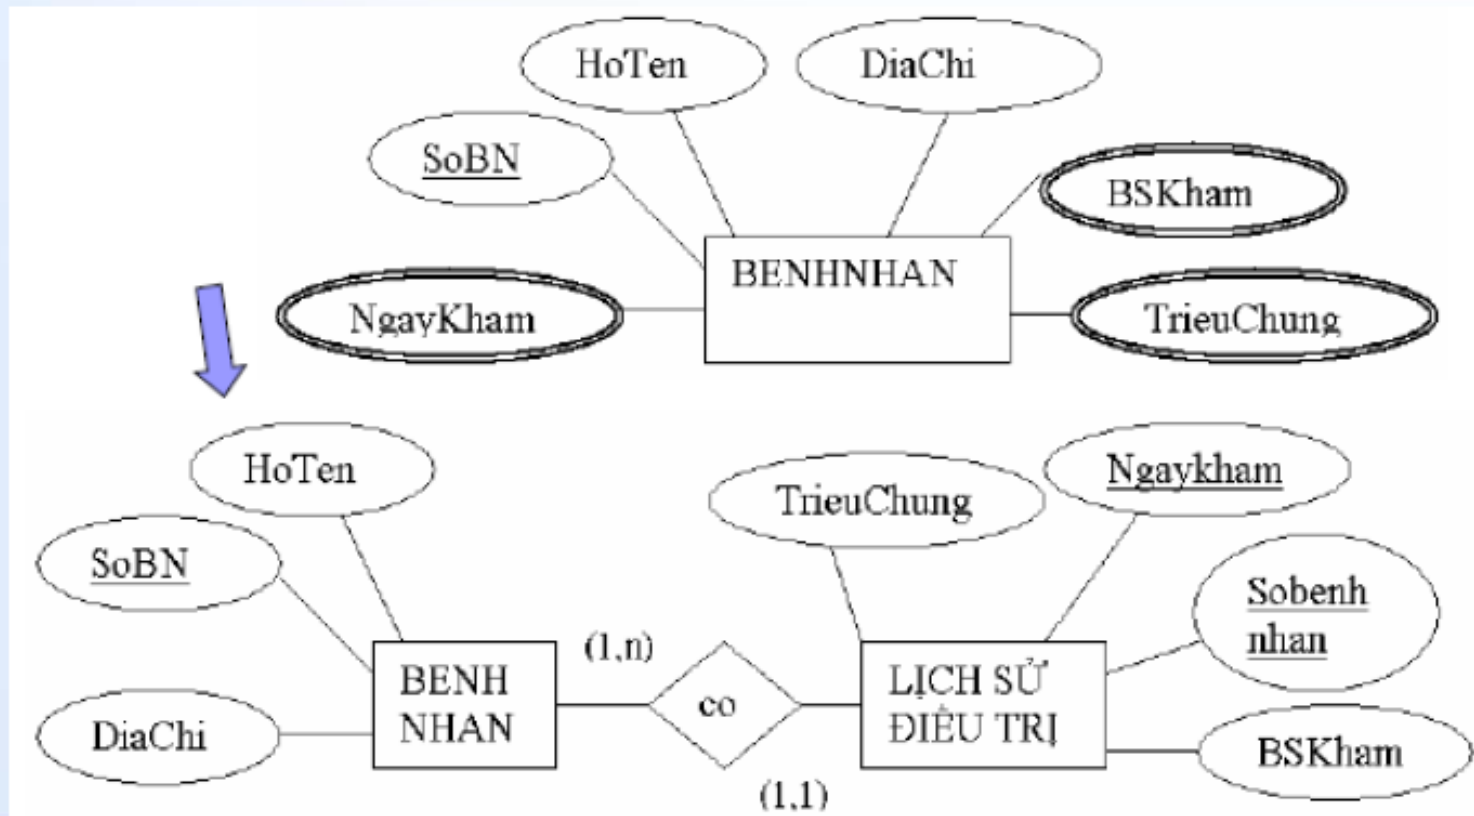 HoTen
DiaChi
SoBN
BSKham
BENHNHAN
NgayKham
TrieuChung
HoTen
Ngaykham
TrieuChung
SoBN
Sobenh
nhan
(1,n)
BENH
NHAN
co
LỊCH SỬ
ĐIỀU TRỊ
DiaChi
BSKham
(1,1)